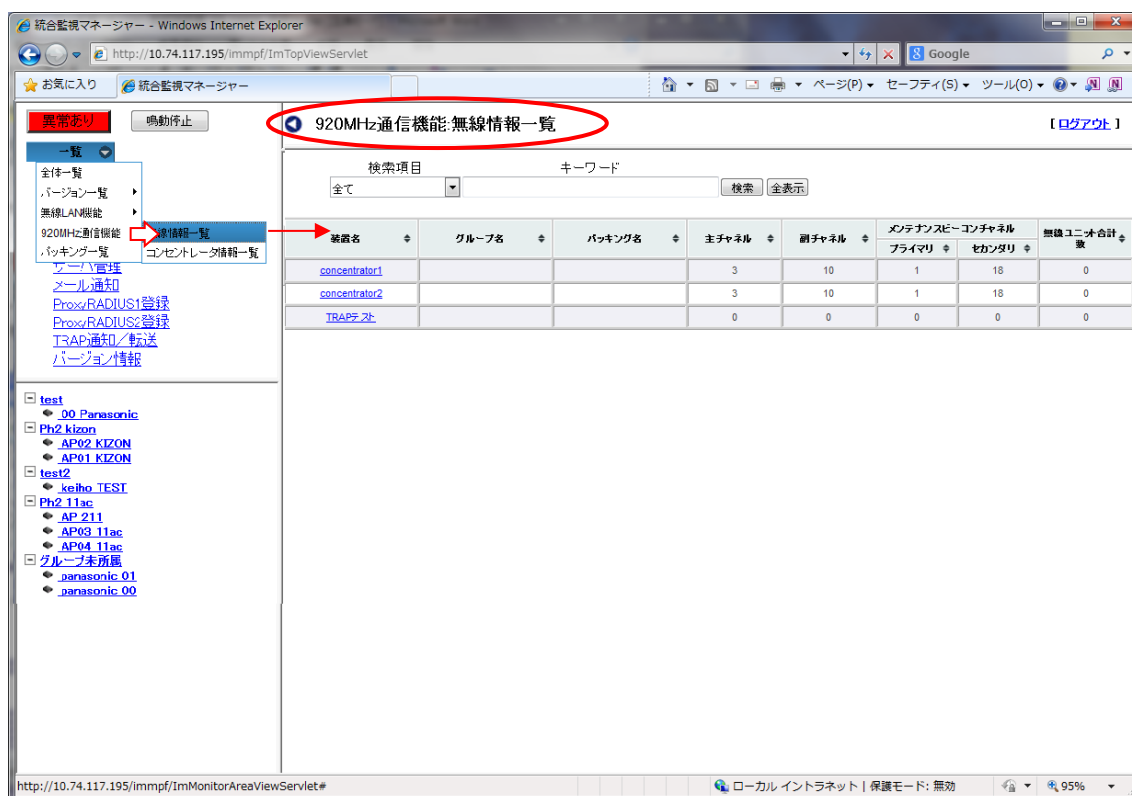 統合監視マネージャー - Windows Internet Explorer
http://10.74.117.195/immpf/ImTopViewServlet
Google
お気に入り
統合監視マネージャー
ページ(P)
セーフティ(S)
ツール(O)
異常あり
鳴動停止
一覧
全体一覧
バージョン一覧
無線LAN機能
920MHz通信機能
パッキング一覧
線情報一覧
コンセントレータ情報一覧
サーバ管理
メール通知
Proxy/RADIUS1登録
Proxy/RADIUS2登録
TRAP通知/転送
バージョン情報
test
00 Panasonic
Ph2 kizon
AP02 KIZON
AP01 KIZON
test2
keiho TEST
Ph2 11ac
AP 211
AP03 11ac
AP04 11ac
グループ未所属
panasonic 01
panasonic 00
920MHz通信機能:無線情報一覧
[ ログアウト ]
検索項目 キーワード
全て 検索 全表示
装置名 グループ名 パッキング名 主チャネル 副チャネル メンテナンスビーコンチャネル 無線ユニット合計数
プライマリ セカンダリ
concentrator1 3 10 1 18 0
concentrator2 3 10 1 18 0
TRAPテスト 0 0 0 0 0
http://10.74.117.195/immpf/ImMonitorAreaViewServlet#
ローカル イントラネット | 保護モード: 無効
95%